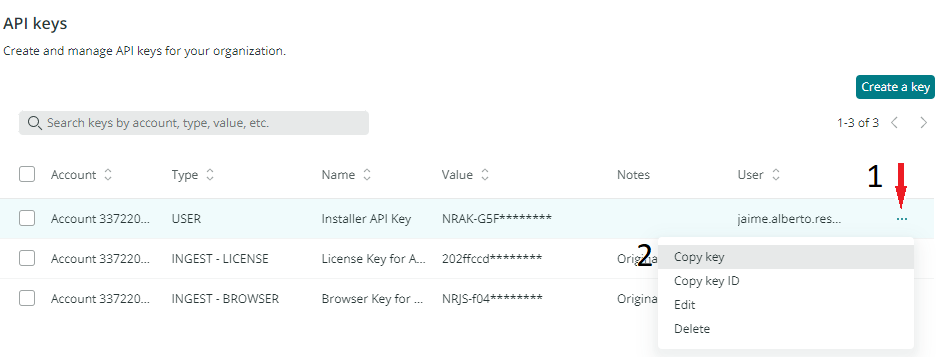 API keys
Create and manage API keys for your organization.
Create a key
Search keys by account, type, value, etc.
1-3 of 3
Account Type Name Value Notes User
1
Account 337220... USER Installer API Key NRAK-G5F******** jaime.alberto.res... ...
2
Account 337220... INGEST - LICENSE License Key for A... 202ffccd******** Origina
Account 337220... INGEST - BROWSER Browser Key for ... NRJS-f04******** Origina
Copy key
Copy key ID
Edit
Delete